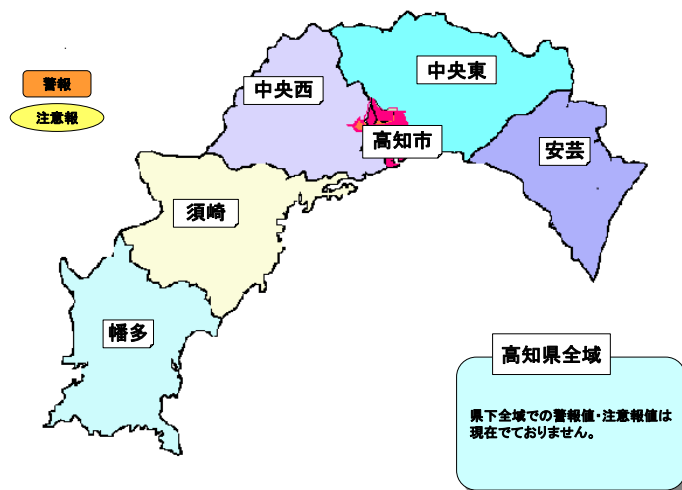 中央東
警報
中央西
注意報
高知市
安芸
須崎
幡多
高知県全域
県下全域での警報値・注意報値は
現在でておりません。